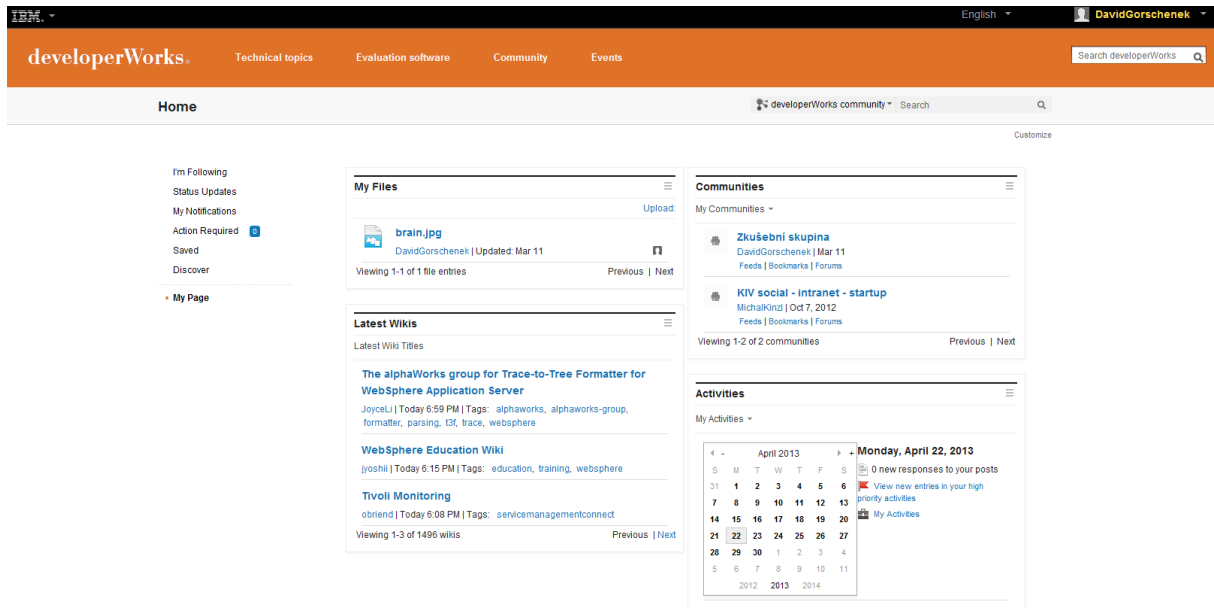 IBM.
English
DavidGorschenek
developerWorks.
Technical topics
Evaluation software
Community
Events
Search developerWorks
Home
developerWorks community
Search
Customize
I'm Following
Status Updates
My Notifications
Action Required 0
Saved
Discover
My Page
My Files
Upload:
brain.jpg
DavidGorschenek | Updated: Mar 11
Viewing 1-1 of 1 file entries
Previous | Next
Latest Wikis
Latest Wiki Titles
The alphaWorks group for Trace-to-Tree Formatter for
WebSphere Application Server
JoyceLi | Today 6:59 PM | Tags: alphaworks, alphaworks-group,
formatter, parsing, t3f, trace, websphere
WebSphere Education Wiki
jyoshii | Today 6:15 PM | Tags: education, training, websphere
Tivoli Monitoring
obriend | Today 6:08 PM | Tags: servicemanagementconnect
Viewing 1-3 of 1496 wikis
Previous | Next
Communities
My Communities
Zkušební skupina
DavidGorschenek | Mar 11
Feeds | Bookmarks | Forums
KIV social - intranet - startup
MichalKinzl | Oct 7, 2012
Feeds | Bookmarks | Forums
Viewing 1-2 of 2 communities
Previous | Next
Activities
My Activities
- April 2013 +
S M T W T F S
31 1 2 3 4 5 6
7 8 9 10 11 12 13
14 15 16 17 18 19 20
21 22 23 24 25 26 27
28 29 30 1 2 3 4
5 6 7 8 9 10 11
2012 2013 2014
Monday, April 22, 2013
0 new responses to your posts
View new entries in your high
priority activities
My Activities